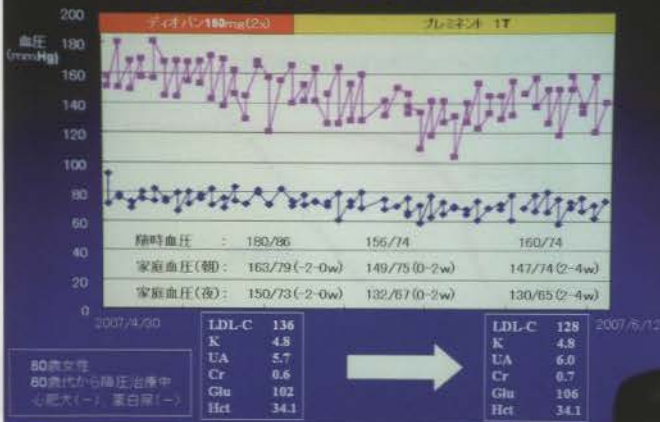 ディオバン160mg(2x)
プレミネント 1T
血圧
(mmHg)
200
180
160
140
120
100
80
60
40
20
0
随時血圧 : 180/86 156/74 160/74
家庭血圧(朝): 163/79(-2-0w) 149/75(0-2w) 147/74(2-4w)
家庭血圧(夜): 150/73(-2-0w) 132/67(0-2w) 130/65(2-4w)
2007/4/30
2007/6/12
LDL-C 136
K 4.8
UA 5.7
Cr 0.6
Glu 102
Hct 34.1
LDL-C 128
K 4.8
UA 6.0
Cr 0.7
Glu 106
Hct 34.1
80歳女性
60歳代から降圧治療中
心肥大(-) 蛋白尿(-)